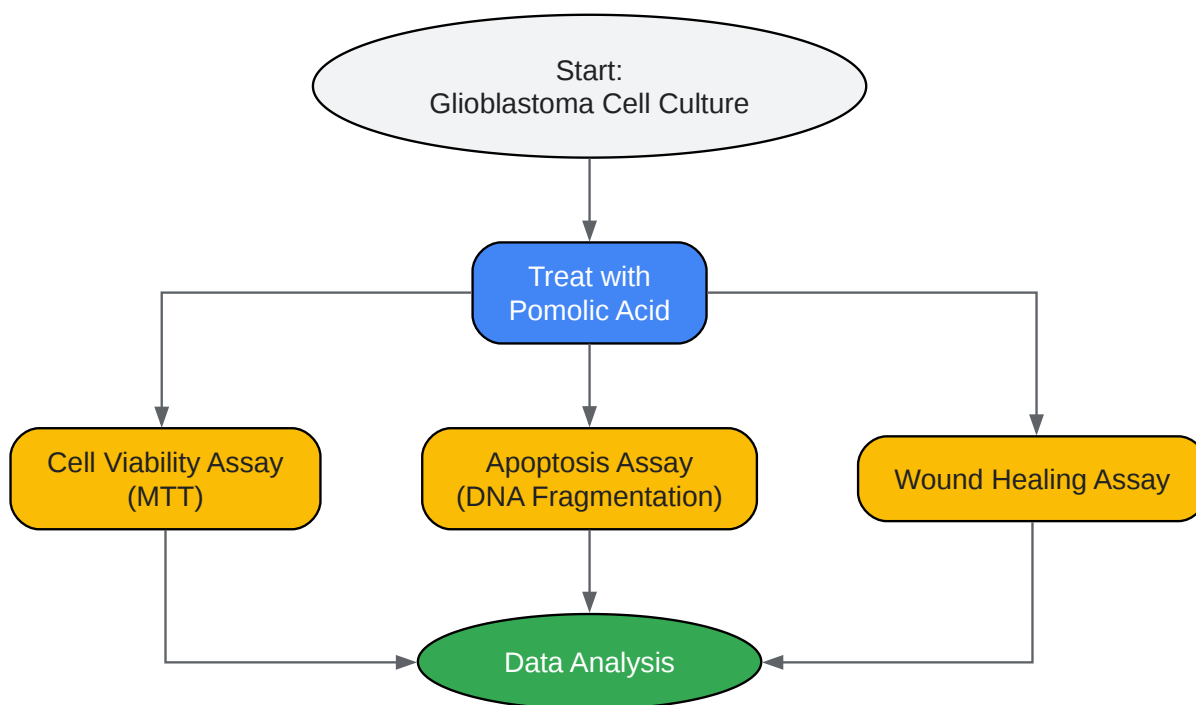 Start:
Glioblastoma Cell Culture
Treat with
Pomolic Acid
Cell Viability Assay
(MTT)
Apoptosis Assay
(DNA Fragmentation)
Wound Healing Assay
Data Analysis